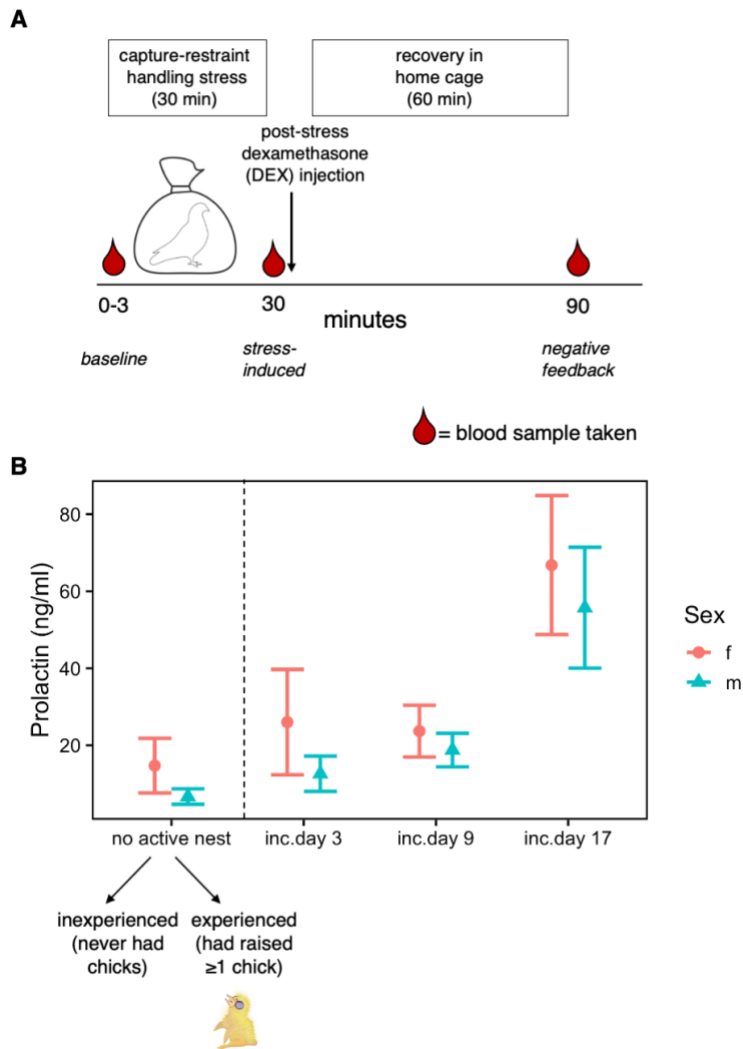 A
capture-restraint
handling stress
(30 min)
recovery in
home cage
(60 min)
post-stress
dexamethasone
(DEX) injection
0-3
30
minutes
90
baseline
stress-
induced
negative
feedback
= blood sample taken
B
Prolactin (ng/ml)
80
60
40
20
no active nest
inc.day 3
inc.day 9
inc.day 17
Sex
f
m
inexperienced
(never had
chicks)
experienced
(had raised
≥1 chick)